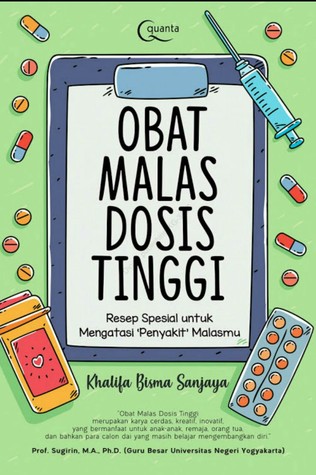 quanta
OBAT
MALAS
DOSIS
TINGGI
Resep Spesial untuk
Mengatasi 'Penyakit' Malasmu
Khalifa Bisma Sanjaya
"Obat Malas Dosis Tinggi
merupakan karya cerdas, kreatif, inovatif,
yang bermanfaat untuk anak-anak, remaja, orang tua,
dan bahkan para calon dai yang masih belajar mengembangkan diri."
Prof. Sugirin, M.A., Ph.D. (Guru Besar Universitas Negeri Yogyakarta)